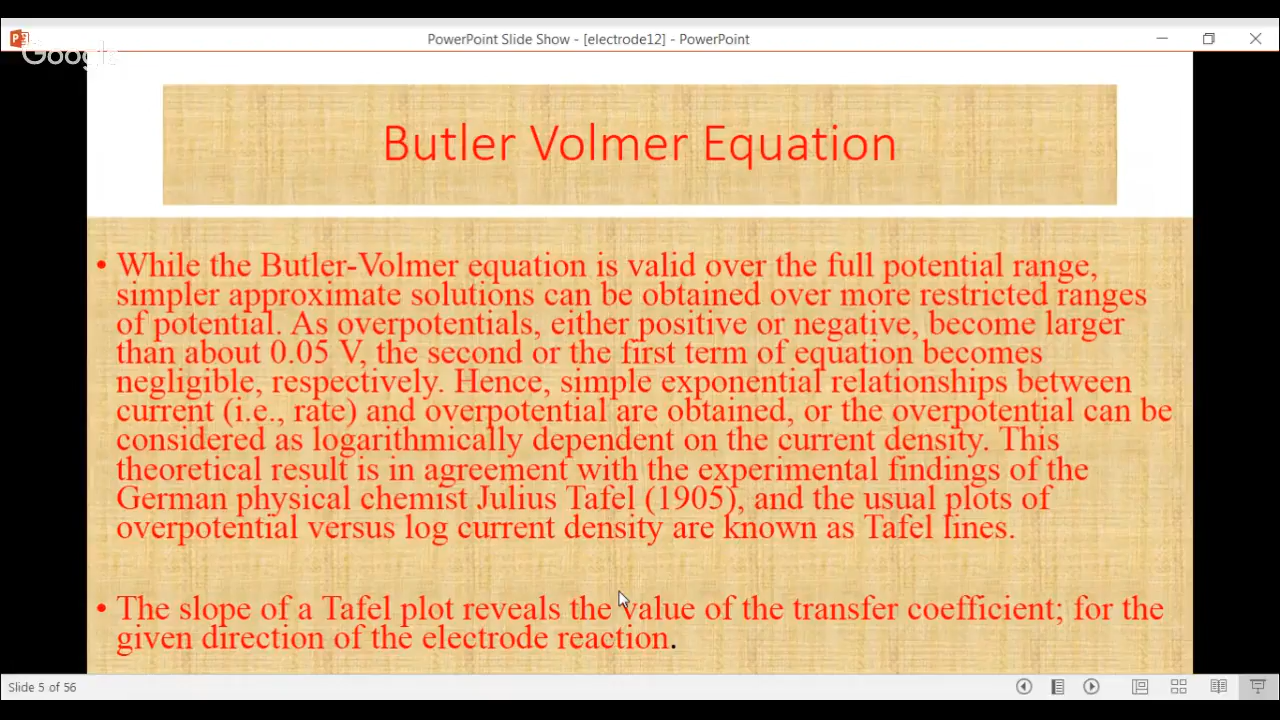 PowerPoint Slide Show - [electrode12] - PowerPoint
Google
Butler Volmer Equation
• While the Butler-Volmer equation is valid over the full potential range,
simpler approximate solutions can be obtained over more restricted ranges
of potential. As overpotentials, either positive or negative, become larger
than about 0.05 V, the second or the first term of equation becomes
negligible, respectively. Hence, simple exponential relationships between
current (i.e., rate) and overpotential are obtained, or the overpotential can be
considered as logarithmically dependent on the current density. This
theoretical result is in agreement with the experimental findings of the
German physical chemist Julius Tafel (1905), and the usual plots of
overpotential versus log current density are known as Tafel lines.
• The slope of a Tafel plot reveals the value of the transfer coefficient; for the
given direction of the electrode reaction.
Slide 5 of 56